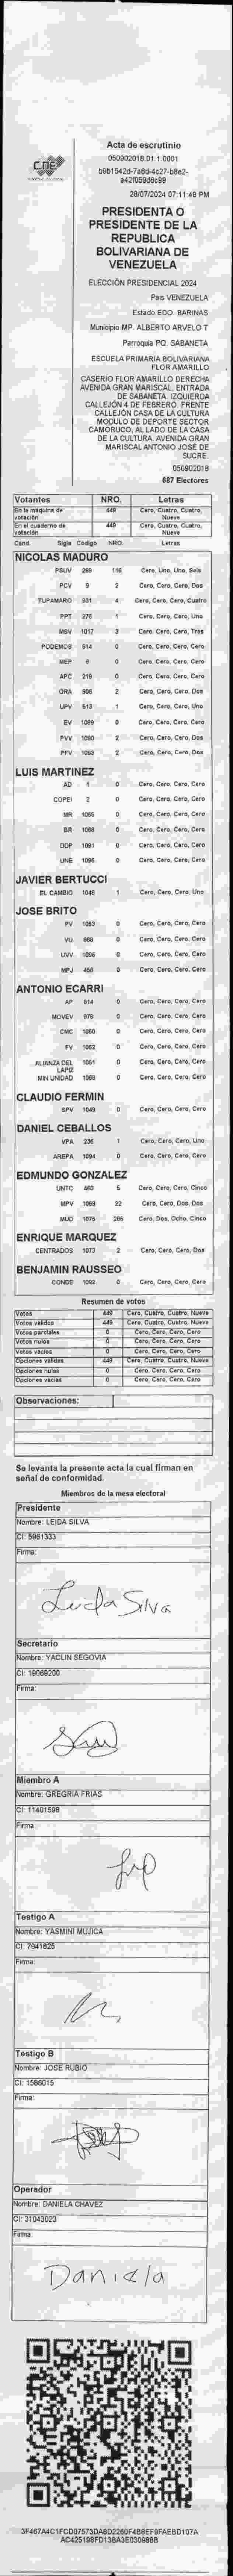 CNE
Acta de escrutinio
050902018.01.1.0001
28/07/2024 07:11:48 PM
PRESIDENTA O
PRESIDENTE DE LA
REPUBLICA
BOLIVARIANA DE
VENEZUELA
ELECCIÓN PRESIDENCIAL 2024
País VENEZUELA
Estado EDO. BARINAS
Municipio MP. ALBERTO ARVELO T
Parroquia PQ. SABANETA
ESCUELA PRIMARIA BOLIVARIANA
FLOR AMARILLO
CASERIO FLOR AMARILLO DERECHA
AVENIDA GRAN MARISCAL. ENTRADA
DE SABANETA. IZQUIERDA
CALLEJÓN 4 DE FEBRERO. FRENTE
CALLEJÓN CASA DE LA CULTURA
MODULO DE DEPORTE SECTOR
CAMORUCO, AL LADO DE LA CASA
DE LA CULTURA. AVENIDA GRAN
MARISCAL ANTONIO JOSÉ DE
SUCRE.
050902018
687 Electores
Votantes NRO. Letras
En la máquina de votación 449 Cero, Cuatro, Cuatro, Nueve
En el cuaderno de votación 449 Cero, Cuatro, Cuatro, Nueve
Cand. Sigla Código NRO. Letras
NICOLAS MADURO
PSUV 269 116 Cero, Uno, Uno, Seis
PCV 9 2 Cero, Cero, Cero, Dos
TUPAMARO 931 4 Cero, Cero, Cero, Cuatro
PPT 276 1 Cero, Cero, Cero, Uno
MSV 1017 3 Cero, Cero, Cero, Tres
PODEMOS 514 0 Cero, Cero, Cero, Cero
MEP 0 Cero, Cero, Cero, Cero
APC 219 0 Cero, Cero, Cero, Cero
ORA 906 2 Cero, Cero, Cero, Dos
UPV 513 1 Cero, Cero, Cero, Uno
EV 1089 0 Cero, Cero, Cero, Cero
PVV 1090 2 Cero, Cero, Cero, Dos
PFV 1093 2 Cero, Cero, Cero, Dos
LUIS MARTINEZ
AD 0 Cero, Cero, Cero, Cero
COPEI 2 0 Cero, Cero, Cero, Cero
MR 1055 0 Cero, Cero, Cero, Cero
BR 1066 0 Cero, Cero, Cero, Cero
DDP 1091 0 Cero, Cero, Cero, Cero
UNE 1095 0 Cero, Cero, Cero, Cero
JAVIER BERTUCCI
EL CAMBIO 1048 1 Cero, Cero, Cero, Uno
JOSE BRITO
PV 1053 0 Cero, Cero, Cero, Cero
VU 868 0 Cero, Cero, Cero, Cero
UVV 1096 0 Cero, Cero, Cero, Cero
MPJ 458 0 Cero, Cero, Cero, Cero
ANTONIO ECARRI
AP 914 0 Cero, Cero, Cero, Cero
MOVEV 979 0 Cero, Cero, Cero, Cero
CMC 1060 0 Cero, Cero, Cero, Cero
FV 1062 0 Cero, Cero, Cero, Cero
ALIANZA DEL LAPIZ 1051 0 Cero, Cero, Cero, Cero
MIN UNIDAD 1068 0 Cero, Cero, Cero, Cero
CLAUDIO FERMIN
SPV 1049 0 Cero, Cero, Cero, Cero
DANIEL CEBALLOS
VPA 236 1 Cero, Cero, Cero, Uno
AREPA 1094 0 Cero, Cero, Cero, Cero
EDMUNDO GONZALEZ
UNTC 460 5 Cero, Cero, Cero, Cinco
MPV 1069 22 Cero, Cero, Dos, Dos
MUD 1075 285 Cero, Dos, Ocho, Cinco
ENRIQUE MARQUEZ
CENTRADOS 1073 2 Cero, Cero, Cero, Dos
BENJAMIN RAUSSEO
CONDE 1092 0 Cero, Cero, Cero, Cero
Resumen de votos
Votos 449 Cero, Cuatro, Cuatro, Nueve
Votos validos 449 Cero, Cuatro, Cuatro, Nueve
Votos parciales 0 Cero, Cero, Cero, Cero
Votos nulos 0 Cero, Cero, Cero, Cero
Votos vacios 0 Cero, Cero, Cero, Cero
Opciones validas 449 Cero, Cuatro, Cuatro, Nueve
Opciones nulas 0 Cero, Cero, Cero, Cero
Opciones vacias 0 Cero, Cero, Cero, Cero
Observaciones:
Se levanta la presente acta la cual firman en
señal de conformidad.
Miembros de la mesa electoral
Presidente
Nombre: LEIDA SILVA
CI: 5961333
Firma:
Leida Silva
Secretario
Nombre: YACLIN SEGOVIA
CI: 19069200
Firma:
Miembro A
Nombre: GREGRIA FRIAS
CI: 11401598
Firma:
Testigo A
Nombre: YASMINI MUJICA
CI: 7941825
Firma:
Testigo B
Nombre: JOSE RUBIO
CI: 1586015
Firma:
Operador
Nombre: DANIELA CHAVEZ
CI: 31043023
Firma:
Daniela